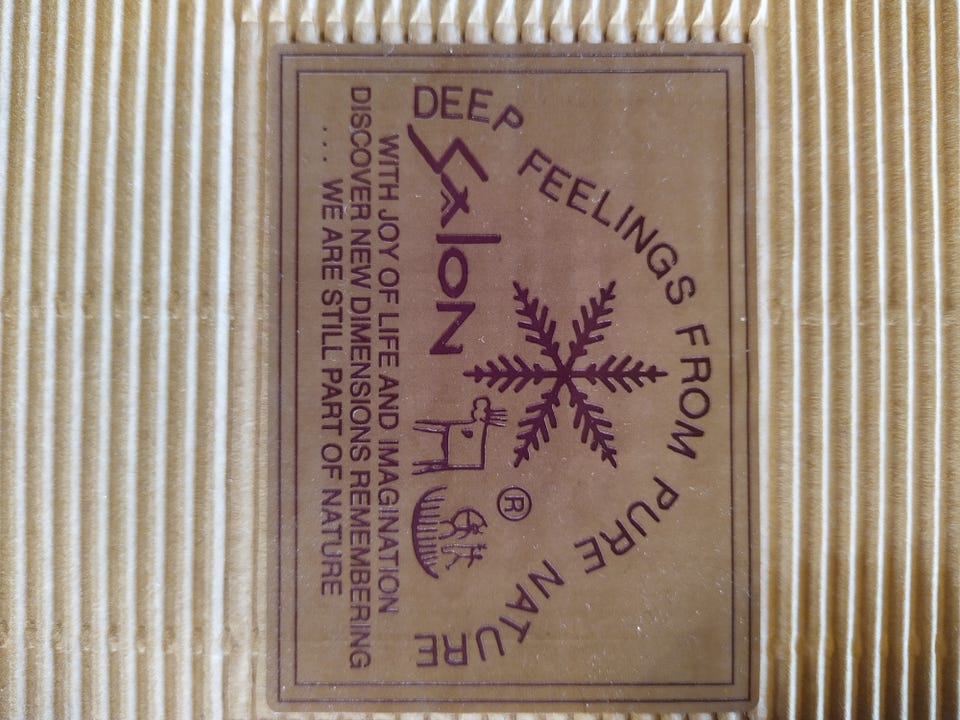 DEEP FEELINGS FROM PURE NATURE
SAlON ®
WITH JOY OF LIFE AND IMAGINATION
DISCOVER NEW DIMENSIONS REMEMBERING
.... WE ARE STILL PART OF NATURE